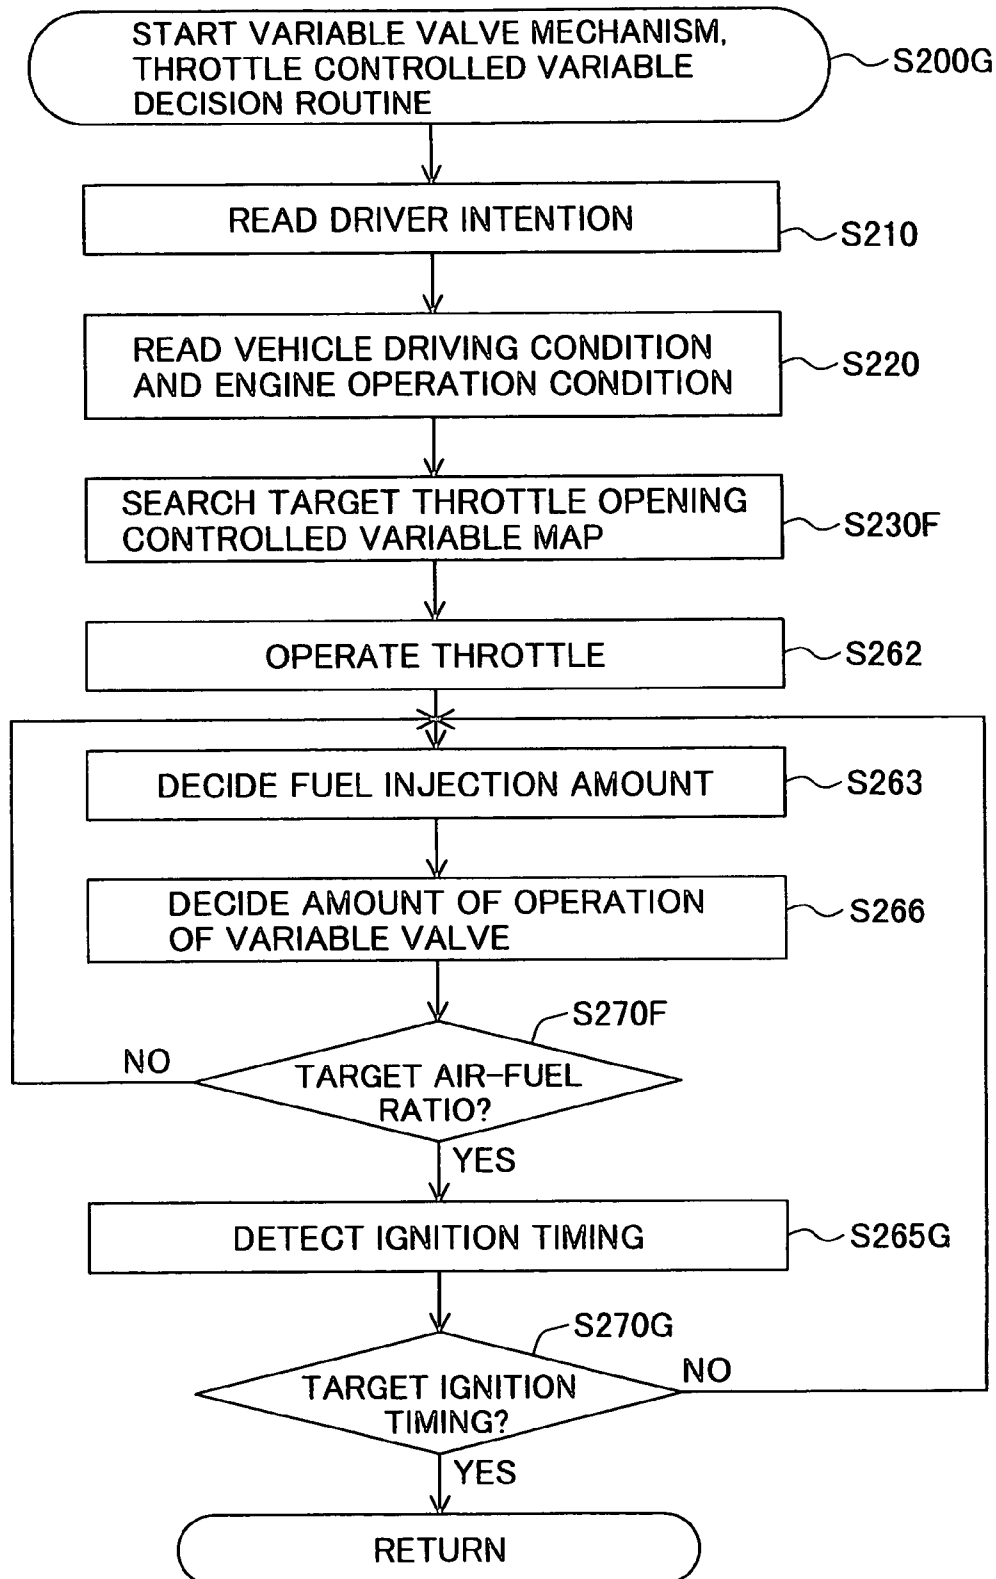 START VARIABLE VALVE MECHANISM,
THROTTLE CONTROLLED VARIABLE
DECISION ROUTINE
S200G
READ DRIVER INTENTION
S210
READ VEHICLE DRIVING CONDITION
AND ENGINE OPERATION CONDITION
S220
SEARCH TARGET THROTTLE OPENING
CONTROLLED VARIABLE MAP
S230F
OPERATE THROTTLE
S262
DECIDE FUEL INJECTION AMOUNT
S263
DECIDE AMOUNT OF OPERATION
OF VARIABLE VALVE
S266
S270F
NO
TARGET AIR-FUEL
RATIO?
YES
DETECT IGNITION TIMING
S265G
S270G
NO
TARGET IGNITION
TIMING?
YES
RETURN